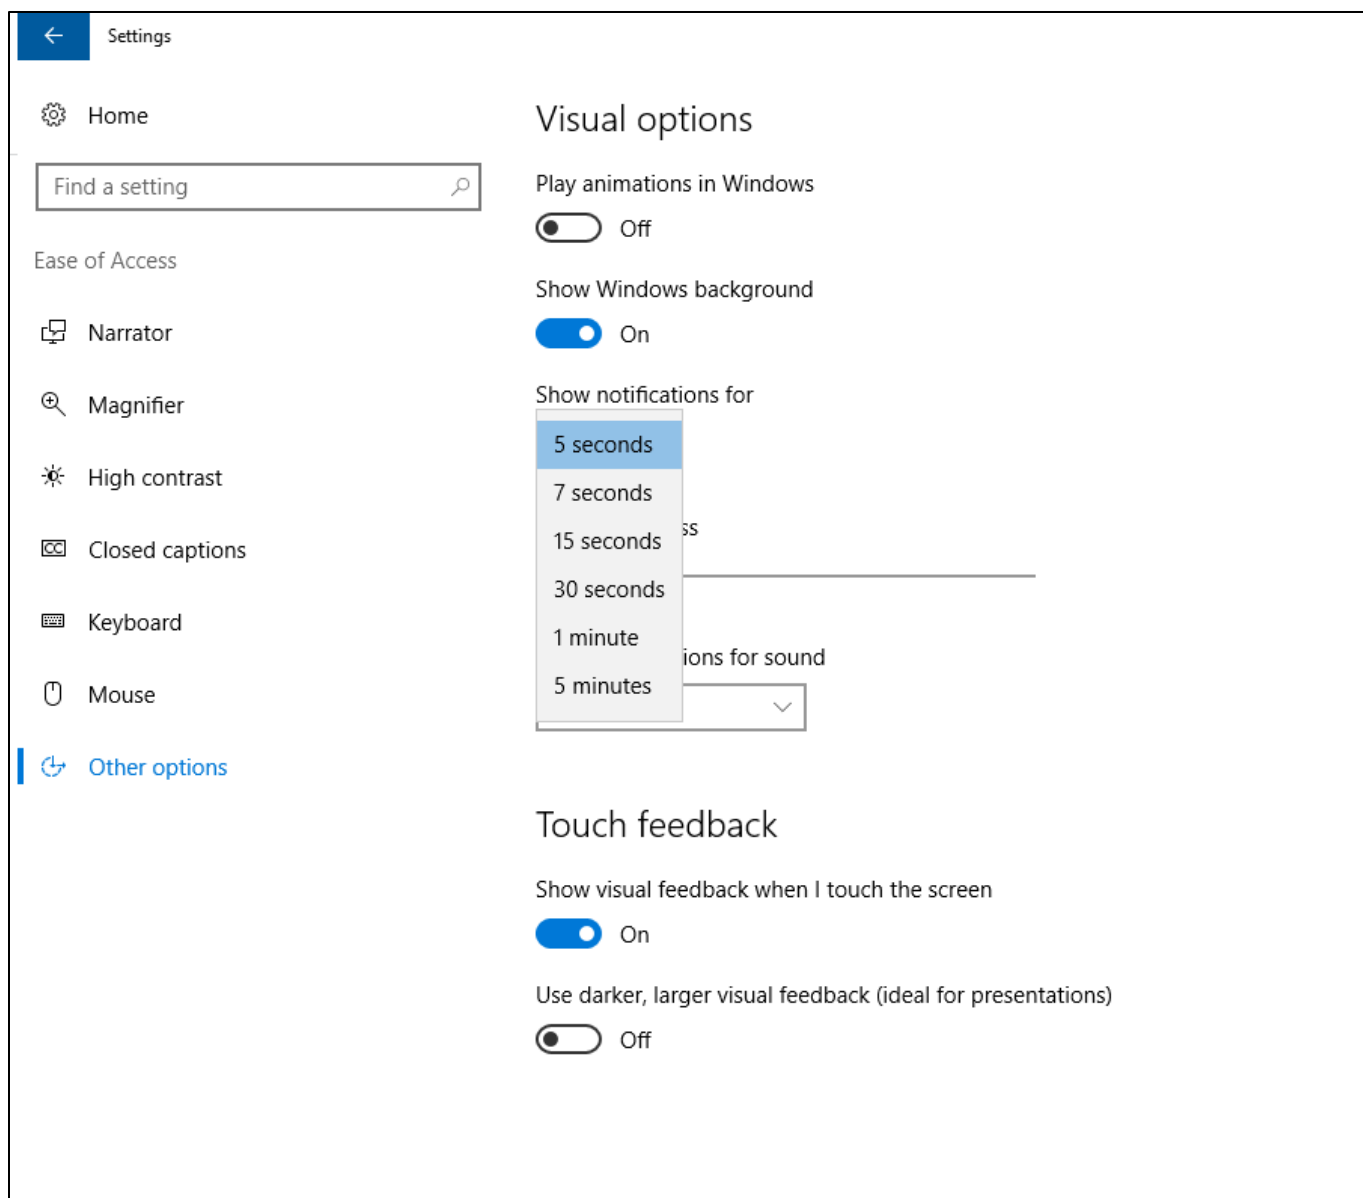 Settings
Home
Find a setting
Ease of Access
Narrator
Magnifier
High contrast
CC Closed captions
Keyboard
Mouse
Other options
Visual options
Play animations in Windows
Off
Show Windows background
On
Show notifications for
5 seconds
7 seconds
15 seconds
30 seconds
1 minute
5 minutes
for sound
Touch feedback
Show visual feedback when I touch the screen
On
Use darker, larger visual feedback (ideal for presentations)
Off